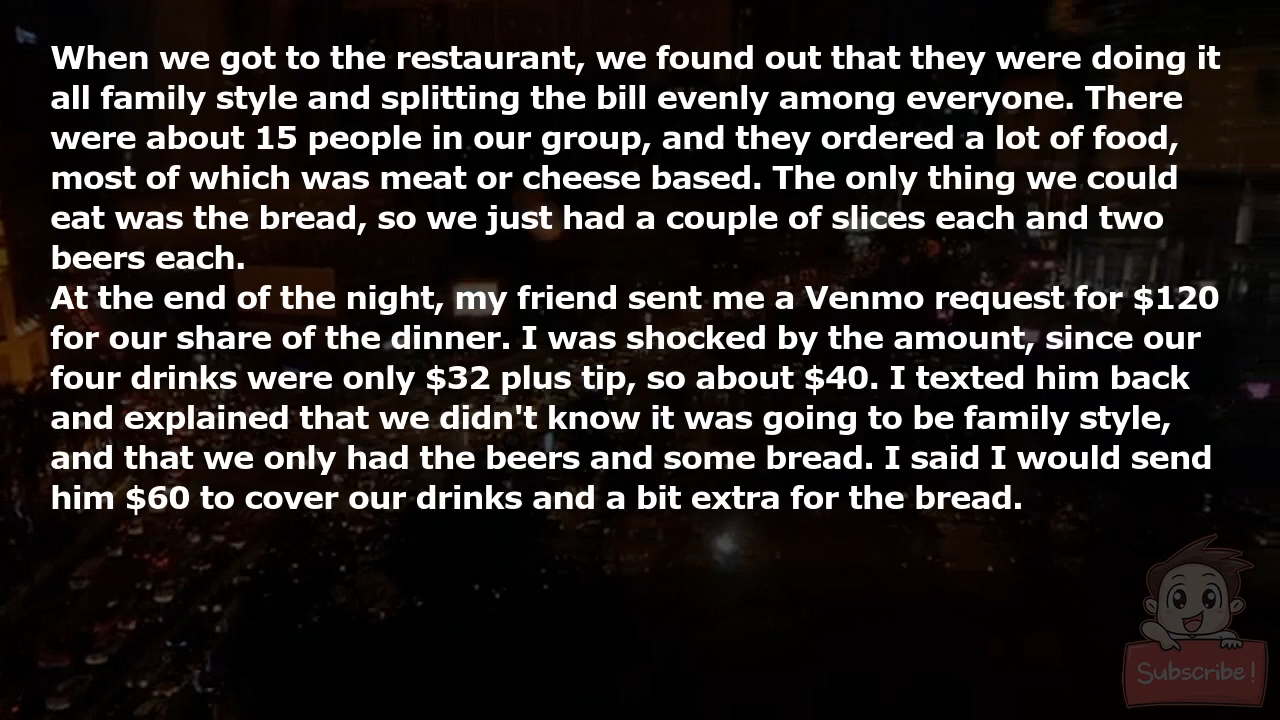 When we got to the restaurant, we found out that they were doing it
all family style and splitting the bill evenly among everyone. There
were about 15 people in our group, and they ordered a lot of food,
most of which was meat or cheese based. The only thing we could
eat was the bread, so we just had a couple of slices each and two
beers each.
At the end of the night, my friend sent me a Venmo request for $120
for our share of the dinner. I was shocked by the amount, since our
four drinks were only $32 plus tip, so about $40. I texted him back
and explained that we didn't know it was going to be family style,
and that we only had the beers and some bread. I said I would send
him $60 to cover our drinks and a bit extra for the bread.
Subscribe!